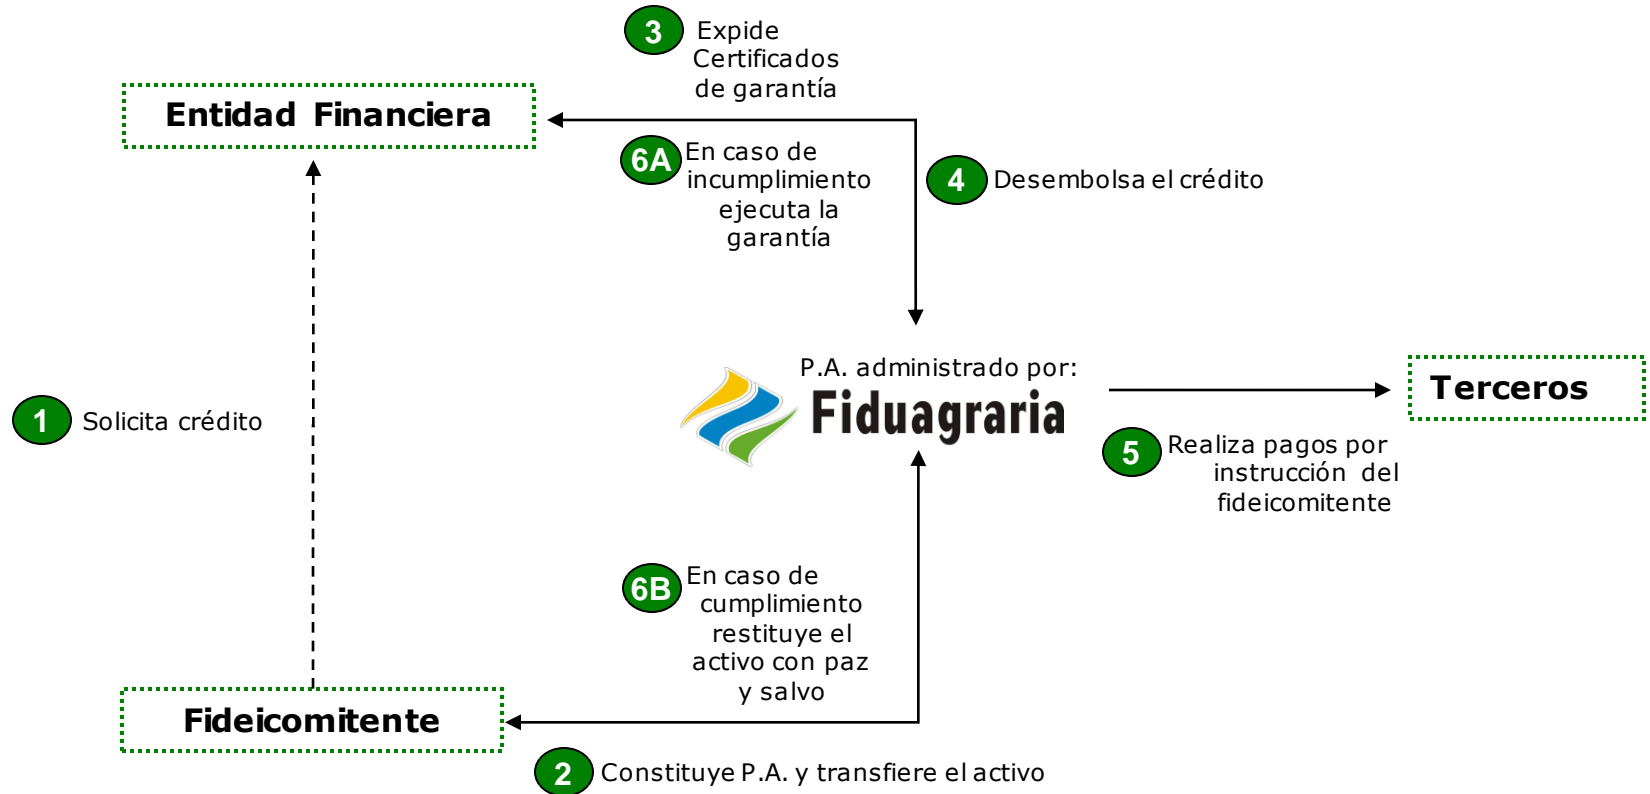 3
Expide
Certificados
de garantía
Entidad Financiera
6A
En caso de
incumplimiento
ejecuta la
garantía
4
Desembolsa el crédito
P.A. administrado por:
Fiduagraria
Terceros
1
Solicita crédito
5
Realiza pagos por
instrucción del
fideicomitente
6B
En caso de
cumplimiento
restituye el
activo con paz
y salvo
Fideicomitente
2
Constituye P.A. y transfiere el activo